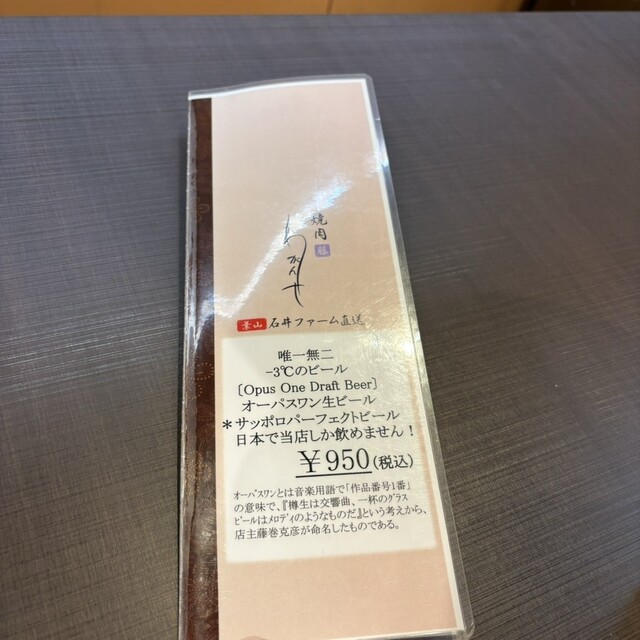 焼肉
石井ファーム直送
唯一無二
-3℃のビール
[Opus One Draft Beer]
オーパスワン生ビール
*サッポロパーフェクトビール
日本で当店しか飲めません！
￥950(税込)
オーパスワンとは音楽用語で「作品番号1番」
の意味で、『樽生は交響曲、一杯のグラス
ビールはメロディのようなものだ』という考えから、
店主藤巻克彦が命名したものである。